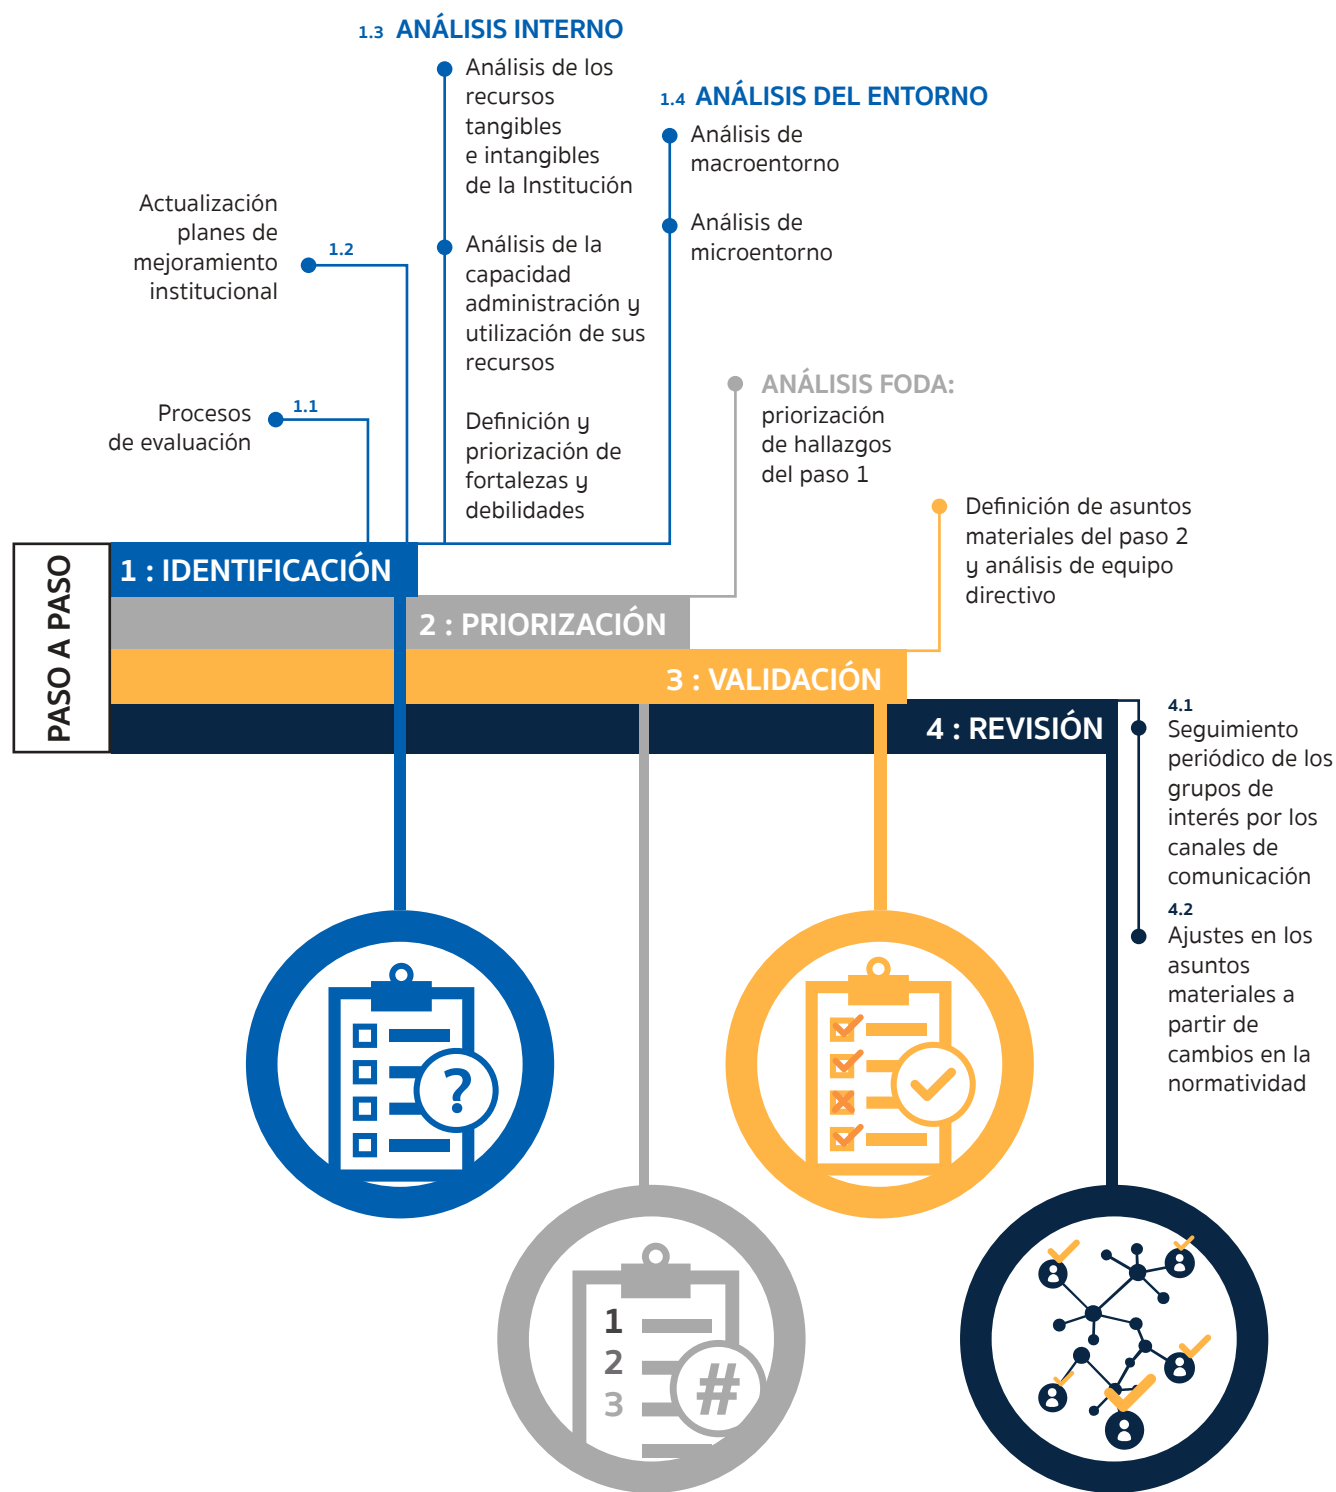 1.3 ANÁLISIS INTERNO
Análisis de los
recursos
tangibles
e intangibles
de la Institución
Análisis de la
capacidad
administración y
utilización de sus
recursos
Definición y
priorización de
fortalezas y
debilidades
1.4 ANÁLISIS DEL ENTORNO
Análisis de
macroentorno
Análisis de
microentorno
Actualización
planes de
mejoramiento
institucional
1.2
Procesos
de evaluación
1.1
ANÁLISIS FODA:
priorización
de hallazgos
del paso 1
Definición de asuntos
materiales del paso 2
y análisis de equipo
directivo
PASO A PASO
1 : IDENTIFICACIÓN
2 : PRIORIZACIÓN
3 : VALIDACIÓN
4 : REVISIÓN
4.1
Seguimiento
periódico de los
grupos de
interés por los
canales de
comunicación
4.2
Ajustes en los
asuntos
materiales a
partir de
cambios en la
normatividad
?
1
2
3
#